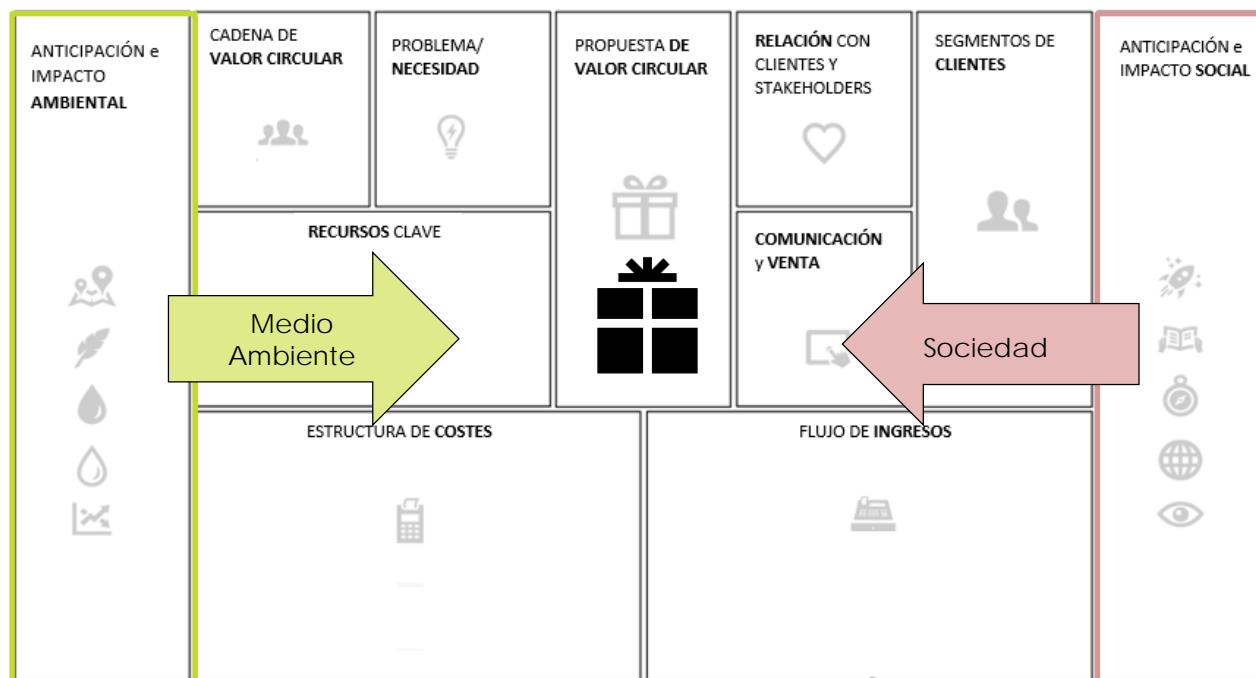 ANTICIPACIÓN e
IMPACTO
AMBIENTAL
CADENA DE
VALOR CIRCULAR
PROBLEMA/
NECESIDAD
PROPUESTA DE
VALOR CIRCULAR
RELACIÓN CON
CLIENTES Y
STAKEHOLDERS
SEGMENTOS DE
CLIENTES
ANTICIPACIÓN e
IMPACTO SOCIAL
RECURSOS CLAVE
COMUNICACIÓN
y VENTA
Medio
Ambiente
Sociedad
ESTRUCTURA DE COSTES
FLUJO DE INGRESOS